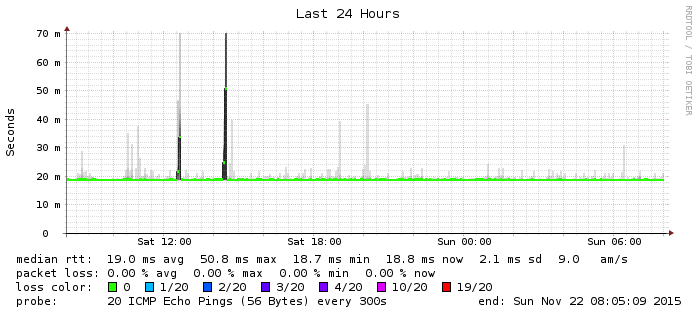 Last 24 Hours
RRDTOOL / TOBI OETIKER
Seconds
70 m
60 m
50 m
40 m
30 m
20 m
10 m
0
Sat 12:00 Sat 18:00 Sun 00:00 Sun 06:00
median rtt: 19.0 ms avg 50.8 ms max 18.7 ms min 18.8 ms now 2.1 ms sd 9.0 am/s
packet loss: 0.00 % avg 0.00 % max 0.00 % min 0.00 % now
loss color: 0 1/20 2/20 3/20 4/20 10/20 19/20
probe: 20 ICMP Echo Pings (56 Bytes) every 300s end: Sun Nov 22 08:05:09 2015